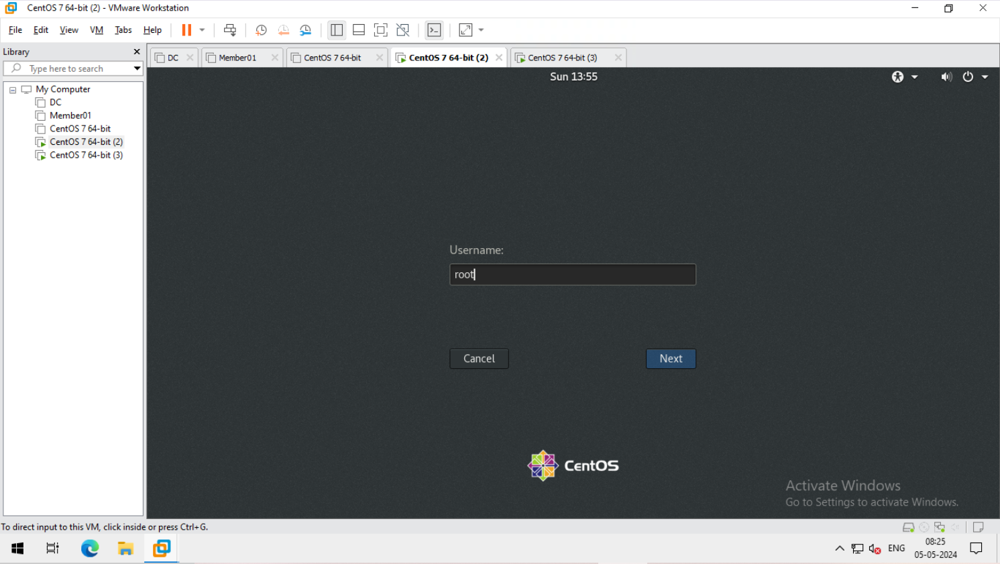 CentOS 7 64-bit (2) - VMware Workstation
File Edit View VM Tabs Help
Library
Type here to search
My Computer
DC
Member01
CentOS 7 64-bit
CentOS 7 64-bit (2)
CentOS 7 64-bit (3)
DC Member01 CentOS 7 64-bit CentOS 7 64-bit (2) CentOS 7 64-bit (3)
Sun 13:55
Username:
root
Cancel Next
CentOS
Activate Windows
Go to Settings to activate Windows.
To direct input to this VM, click inside or press Ctrl+G.
ENG
08:25
05-05-2024